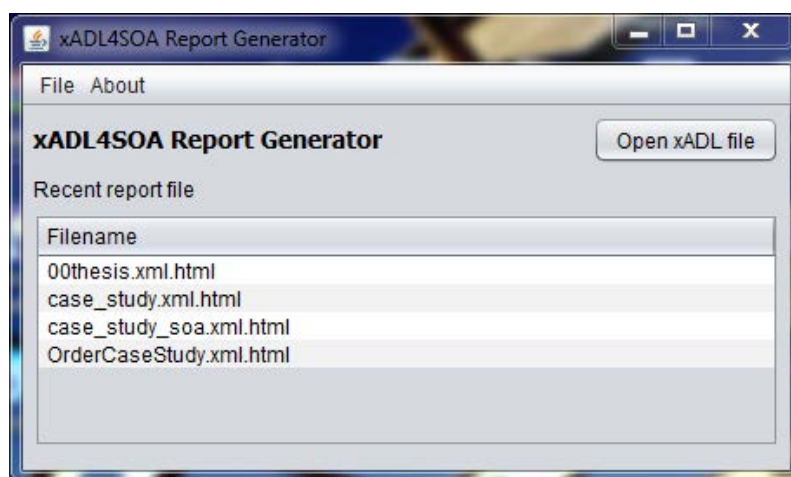 xADL4SOA Report Generator
File About
xADL4SOA Report Generator
Open xADL file
Recent report file
Filename
00thesis.xml.html
case_study.xml.html
case_study_soa.xml.html
OrderCaseStudy.xml.html